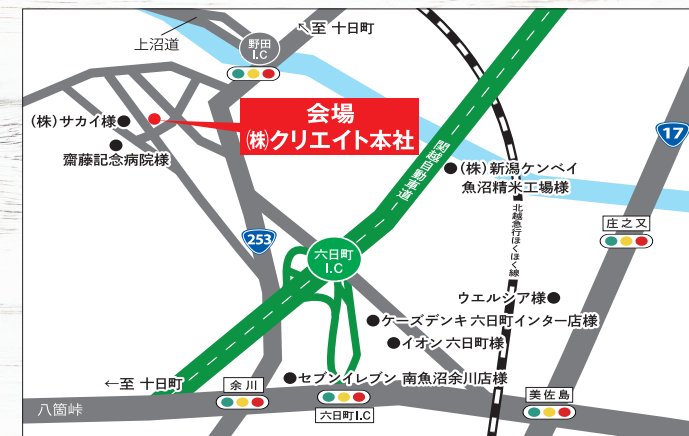 上沼道
野田
I.C
↖至 十日町
会場
㈱クリエイト本社
(株)サカイ様
齋藤記念病院様
関越自動車道
(株)新潟ケンベイ
魚沼精米工場様
17
北越急行ほくほく線
庄之又
253
六日町
I.C
ウエルシア様
ケーズデンキ 六日町インター店様
イオン 六日町様
セブンイレブン 南魚沼余川店様
←至 十日町
余川
六日町I.C
美佐島
八箇峠